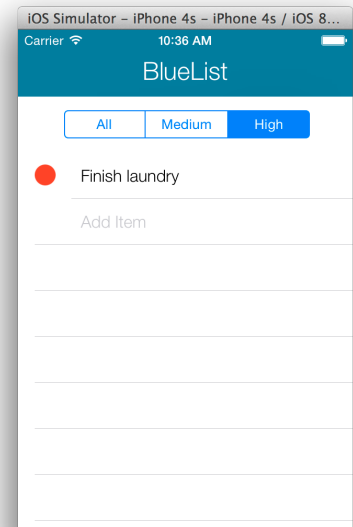 iOS Simulator – iPhone 4s – iPhone 4s / iOS 8...
Carrier 10:36 AM
BlueList
All Medium High
Finish laundry
Add Item